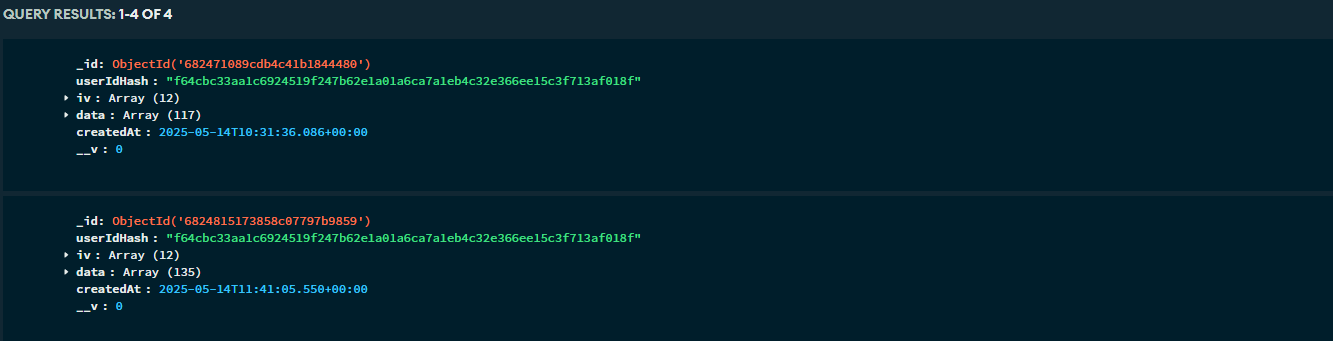 QUERY RESULTS: 1-4 OF 4
_id: ObjectId('682471089cdb4c41b1844480')
userIdHash : "f64cbc33aa1c6924519f247b62e1a01a6ca7a1eb4c32e366ee15c3f713af018f"
iv : Array (12)
data : Array (117)
createdAt : 2025-05-14T10:31:36.086+00:00
__v : 0
_id: ObjectId('6824815173858c07797b9859')
userIdHash : "f64cbc33aa1c6924519f247b62e1a01a6ca7a1eb4c32e366ee15c3f713af018f"
iv : Array (12)
data : Array (135)
createdAt : 2025-05-14T11:41:05.550+00:00
__v : 0